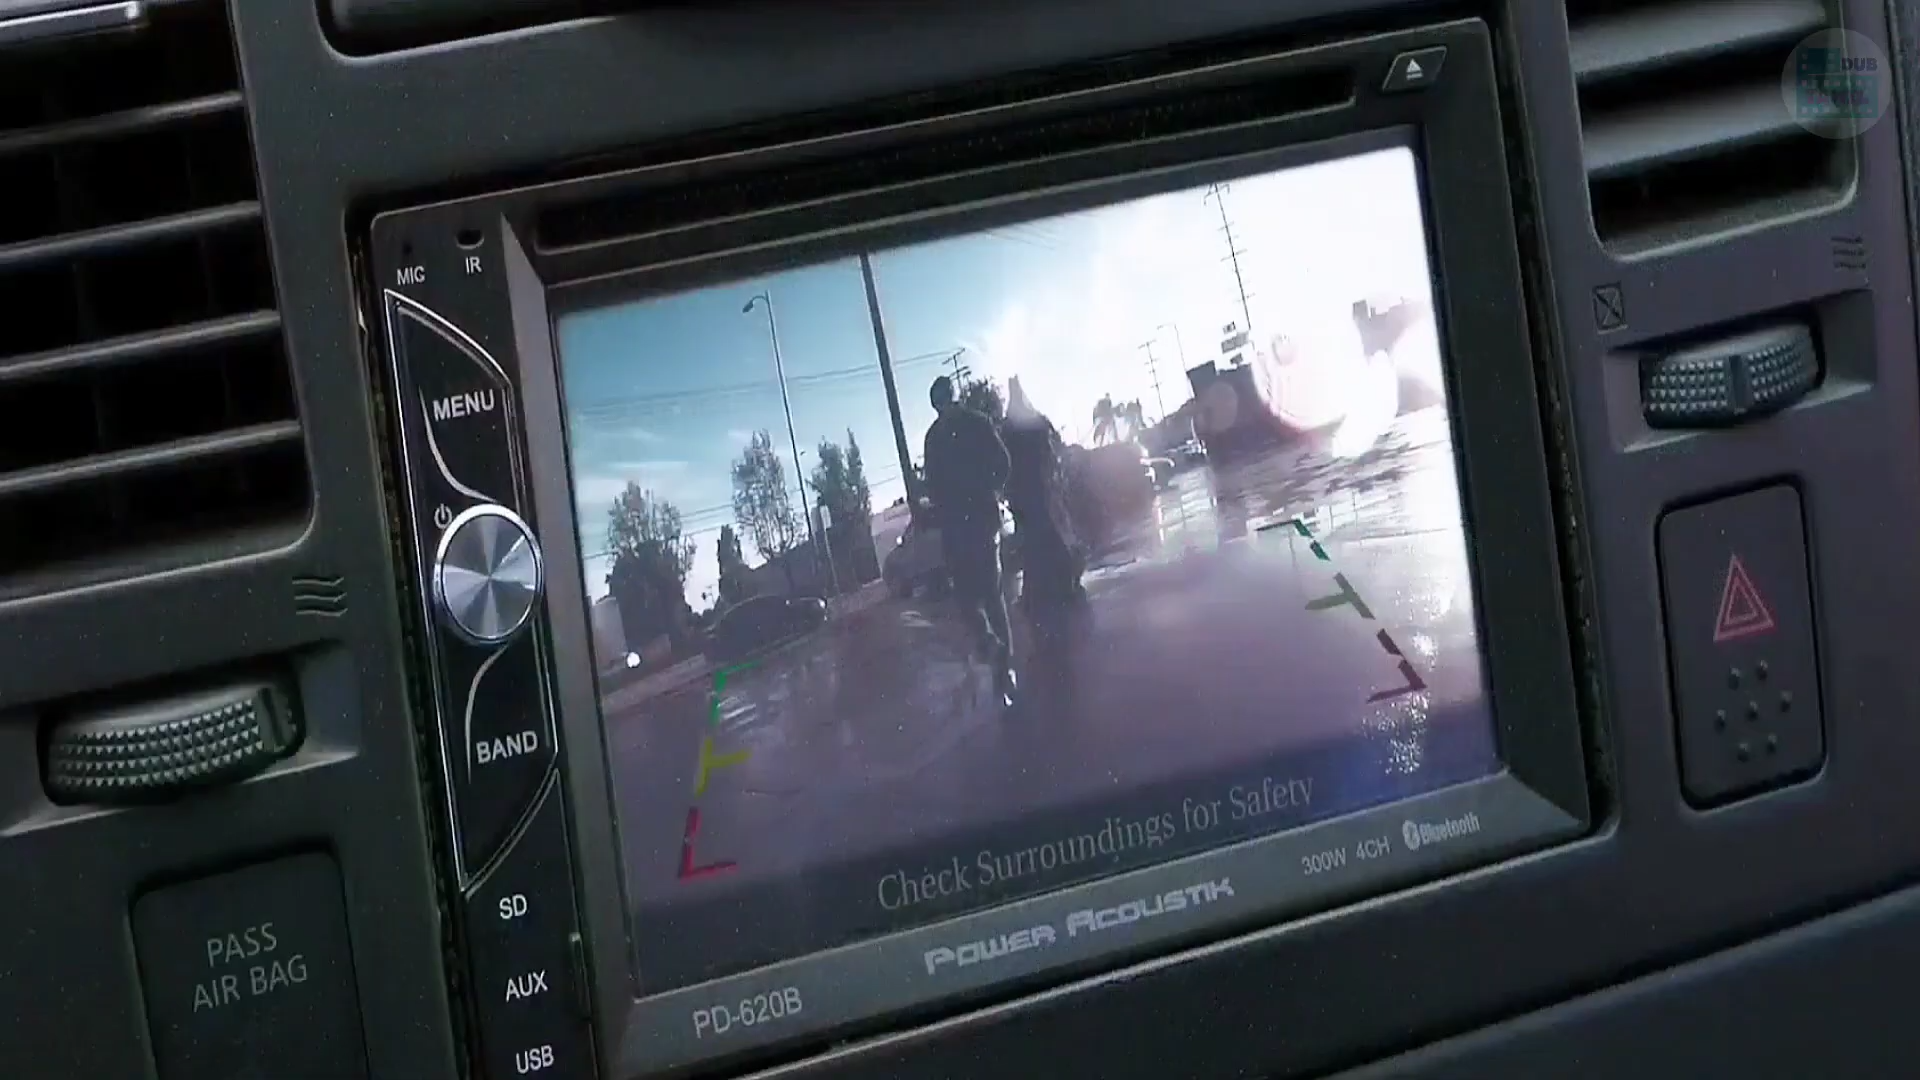 DUB
MIC
IR
MENU
BAND
SD
AUX
USB
PASS
AIR BAG
Check Surroundings for Safety
POWER ACOUSTIK
300W 4CH Bluetooth
PD-620B